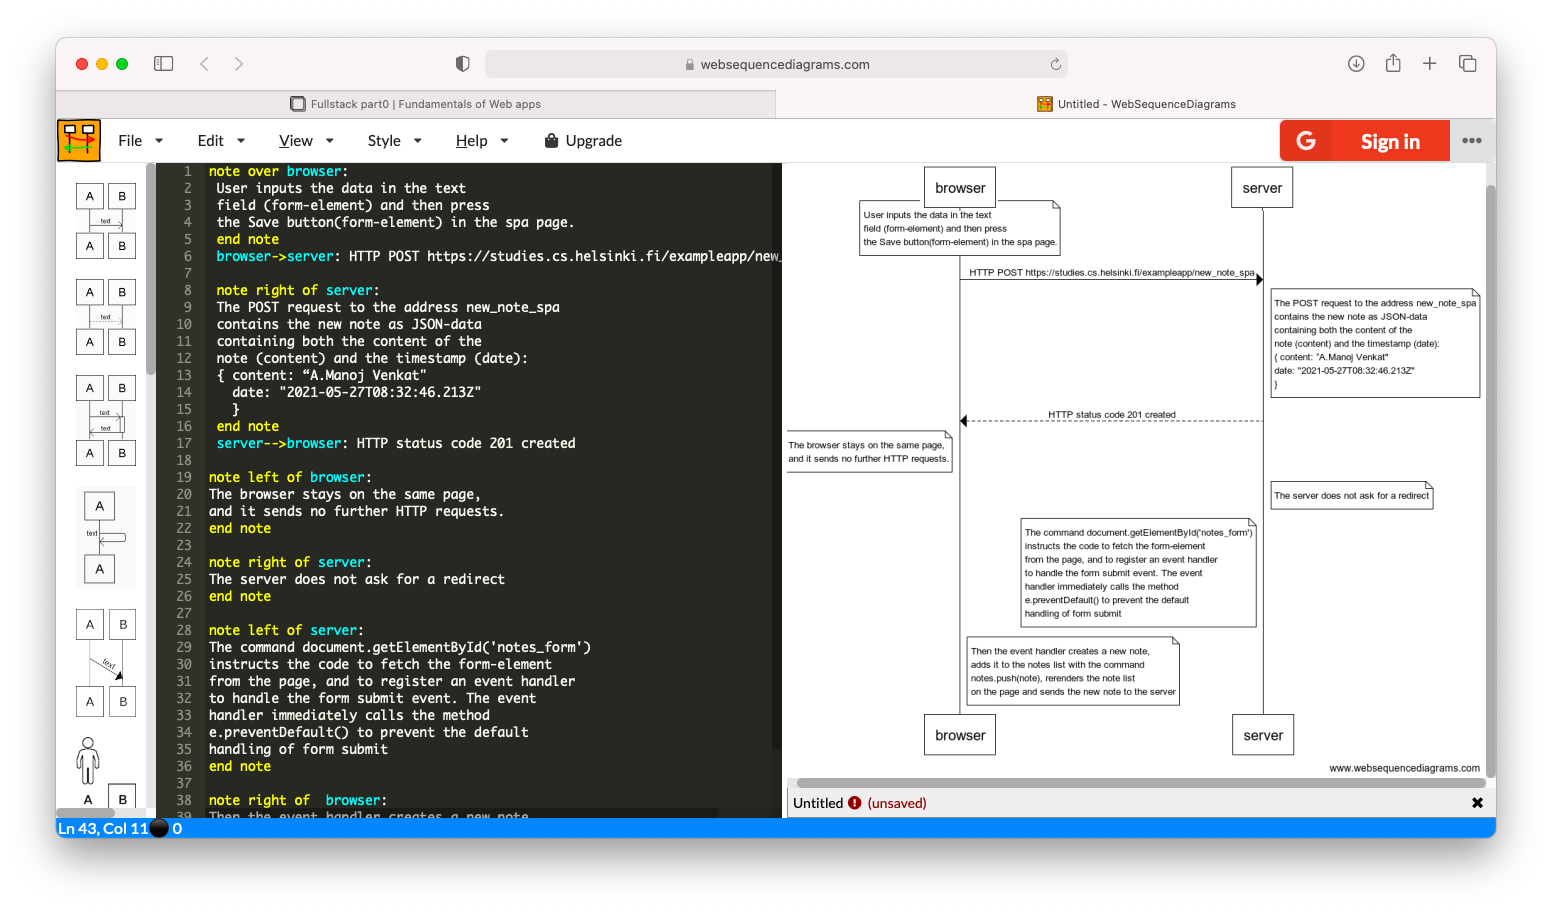 websequencediagrams.com
Fullstack part0 | Fundamentals of Web apps
Untitled - WebSequenceDiagrams
File
Edit
View
Style
Help
Upgrade
G
Sign in
A B
text
A B
A B
text
A B
A B
text
text
A B
A
text
A
A B
text
A B
A B
1 note over browser:
2 User inputs the data in the text
3 field (form-element) and then press
4 the Save button(form-element) in the spa page.
5 end note
6 browser->server: HTTP POST https://studies.cs.helsinki.fi/exampleapp/new_
7
8 note right of server:
9 The POST request to the address new_note_spa
10 contains the new note as JSON-data
11 containing both the content of the
12 note (content) and the timestamp (date):
13 { content: “A.Manoj Venkat"
14 date: "2021-05-27T08:32:46.213Z"
15 }
16 end note
17 server-->browser: HTTP status code 201 created
18
19 note left of browser:
20 The browser stays on the same page,
21 and it sends no further HTTP requests.
22 end note
23
24 note right of server:
25 The server does not ask for a redirect
26 end note
27
28 note left of server:
29 The command document.getElementById('notes_form')
30 instructs the code to fetch the form-element
31 from the page, and to register an event handler
32 to handle the form submit event. The event
33 handler immediately calls the method
34 e.preventDefault() to prevent the default
35 handling of form submit
36 end note
37
38 note right of  browser:
39 Then the event handler creates a new note,
browser
server
User inputs the data in the text
field (form-element) and then press
the Save button(form-element) in the spa page.
HTTP POST https://studies.cs.helsinki.fi/exampleapp/new_note_spa
The POST request to the address new_note_spa
contains the new note as JSON-data
containing both the content of the
note (content) and the timestamp (date):
{ content: “A.Manoj Venkat"
date: "2021-05-27T08:32:46.213Z"
}
HTTP status code 201 created
The browser stays on the same page,
and it sends no further HTTP requests.
The server does not ask for a redirect
The command document.getElementById('notes_form')
instructs the code to fetch the form-element
from the page, and to register an event handler
to handle the form submit event. The event
handler immediately calls the method
e.preventDefault() to prevent the default
handling of form submit
Then the event handler creates a new note,
adds it to the notes list with the command
notes.push(note), rerenders the note list
on the page and sends the new note to the server
browser
server
www.websequencediagrams.com
Untitled (unsaved)
Ln 43, Col 11 0